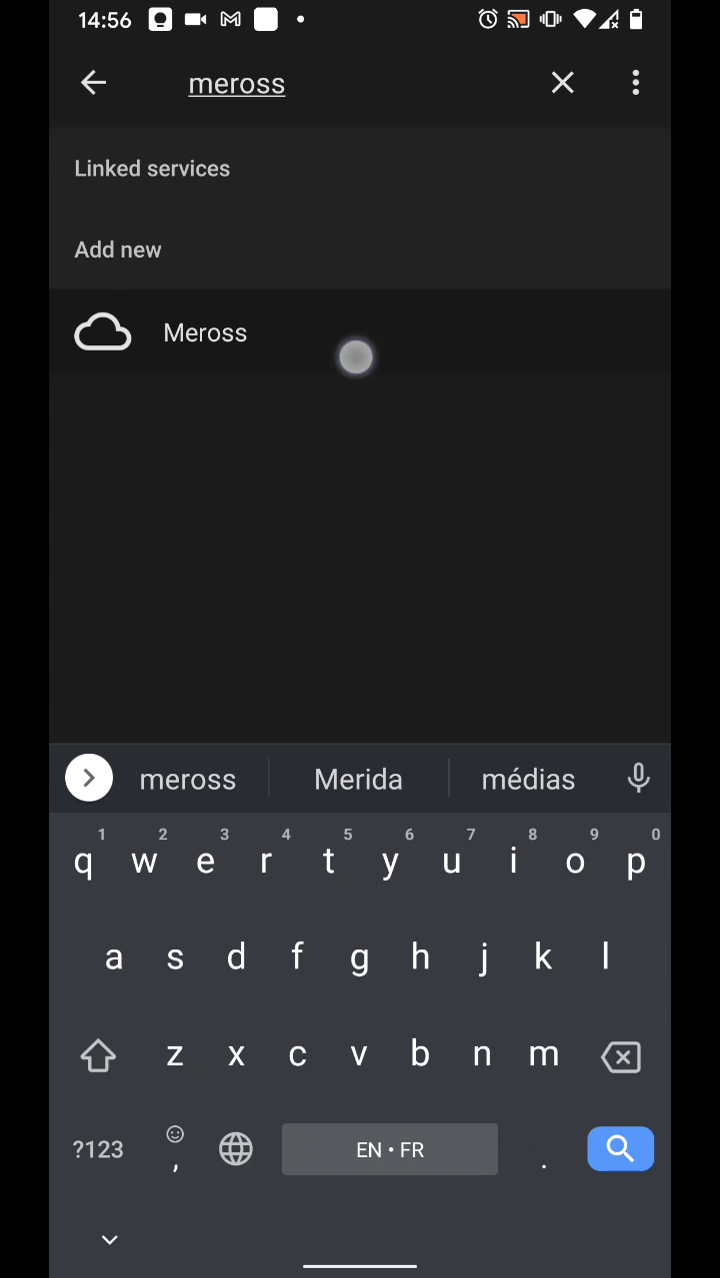 14:56
meross
Linked services
Add new
Meross
meross Merida médias
1 2 3 4 5 6 7 8 9 0
q w e r t y u i o p
a s d f g h j k l
z x c v b n m
?123 , EN • FR .